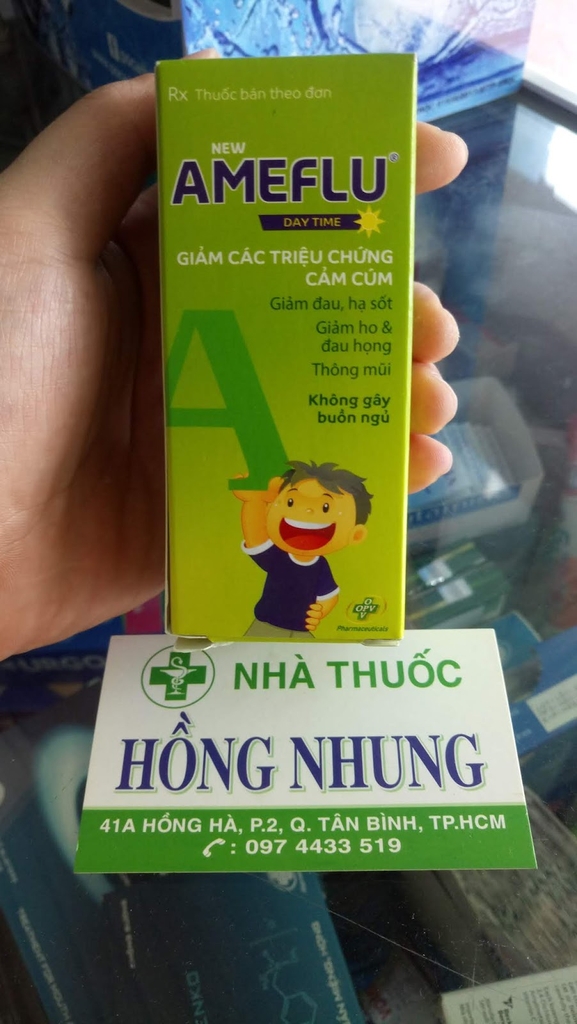 Rx Thuốc bán theo đơn
NEW
AMEFLU®
DAY TIME
GIẢM CÁC TRIỆU CHỨNG
CẢM CÚM
Giảm đau, hạ sốt
Giảm ho &
đau họng
Thông mũi
Không gây
buồn ngủ
A
OPV
Pharmaceuticals
NHÀ THUỐC
HỒNG NHUNG
41A HỒNG HÀ, P.2, Q. TÂN BÌNH, TP.HCM
: 097 4433 519